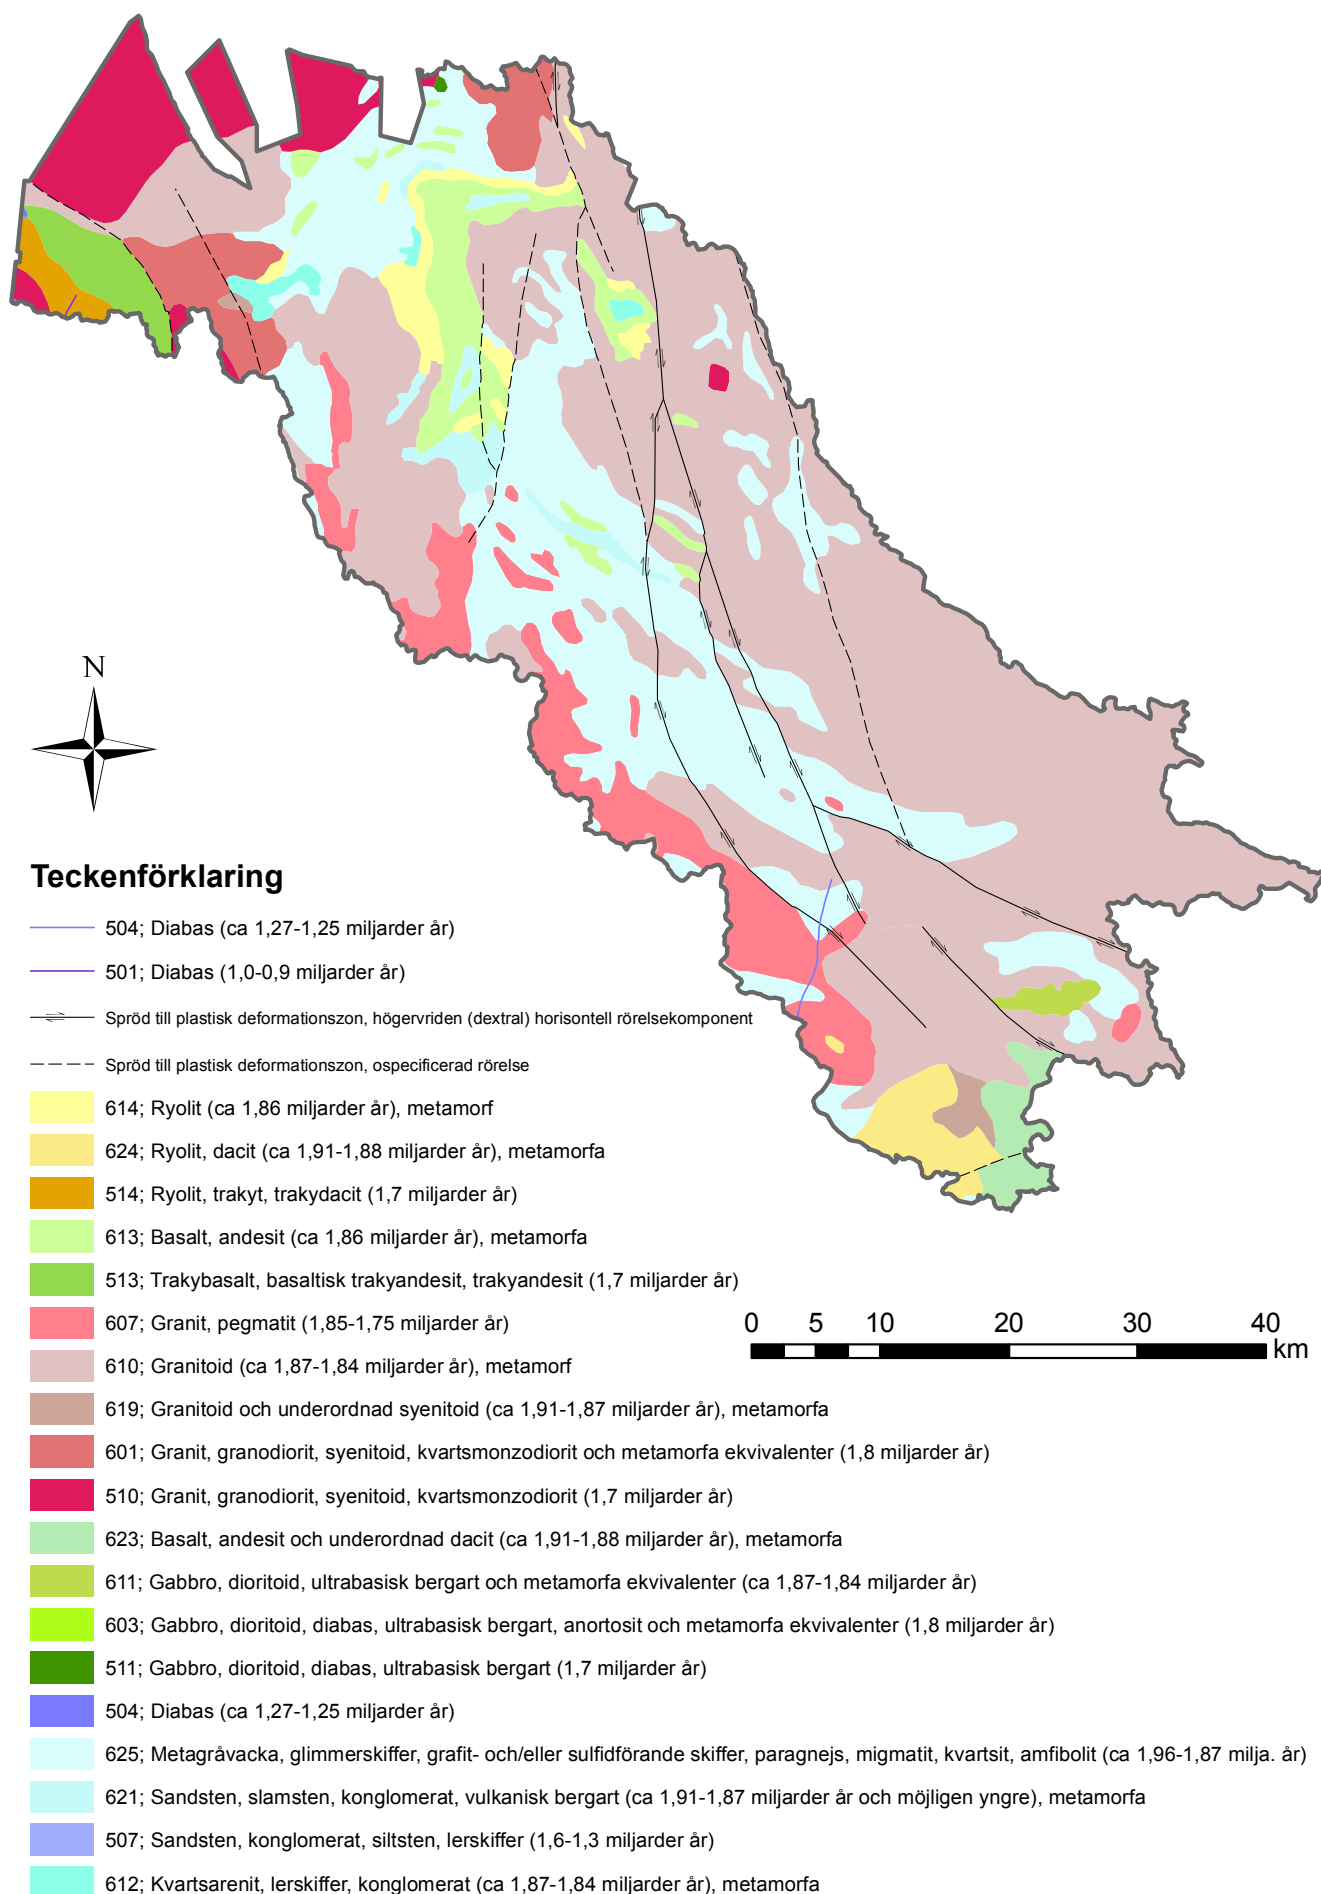 N
Teckenförklaring
504; Diabas (ca 1,27-1,25 miljarder år)
501; Diabas (1,0-0,9 miljarder år)
Spröd till plastisk deformationszon, högervriden (dextral) horisontell rörelsekomponent
Spröd till plastisk deformationszon, ospecificerad rörelse
614; Ryolit (ca 1,86 miljarder år), metamorf
624; Ryolit, dacit (ca 1,91-1,88 miljarder år), metamorfa
514; Ryolit, trakyt, trakydacit (1,7 miljarder år)
613; Basalt, andesit (ca 1,86 miljarder år), metamorfa
513; Trakybasalt, basaltisk trakyandesit, trakyandesit (1,7 miljarder år)
607; Granit, pegmatit (1,85-1,75 miljarder år)
0 5 10 20 30 40
km
610; Granitoid (ca 1,87-1,84 miljarder år), metamorf
619; Granitoid och underordnad syenitoid (ca 1,91-1,87 miljarder år), metamorfa
601; Granit, granodiorit, syenitoid, kvartsmonzodiorit och metamorfa ekvivalenter (1,8 miljarder år)
510; Granit, granodiorit, syenitoid, kvartsmonzodiorit (1,7 miljarder år)
623; Basalt, andesit och underordnad dacit (ca 1,91-1,88 miljarder år), metamorfa
611; Gabbro, dioritoid, ultrabasisk bergart och metamorfa ekvivalenter (ca 1,87-1,84 miljarder år)
603; Gabbro, dioritoid, diabas, ultrabasisk bergart, anortosit och metamorfa ekvivalenter (1,8 miljarder år)
511; Gabbro, dioritoid, diabas, ultrabasisk bergart (1,7 miljarder år)
504; Diabas (ca 1,27-1,25 miljarder år)
625; Metagråvacka, glimmerskiffer, grafit- och/eller sulfidförande skiffer, paragnejs, migmatit, kvartsit, amfibolit (ca 1,96-1,87 milja. år)
621; Sandsten, slamsten, konglomerat, vulkanisk bergart (ca 1,91-1,87 miljarder år och möjligen yngre), metamorfa
507; Sandsten, konglomerat, siltsten, lerskiffer (1,6-1,3 miljarder år)
612; Kvartsarenit, lerskiffer, konglomerat (ca 1,87-1,84 miljarder år), metamorfa